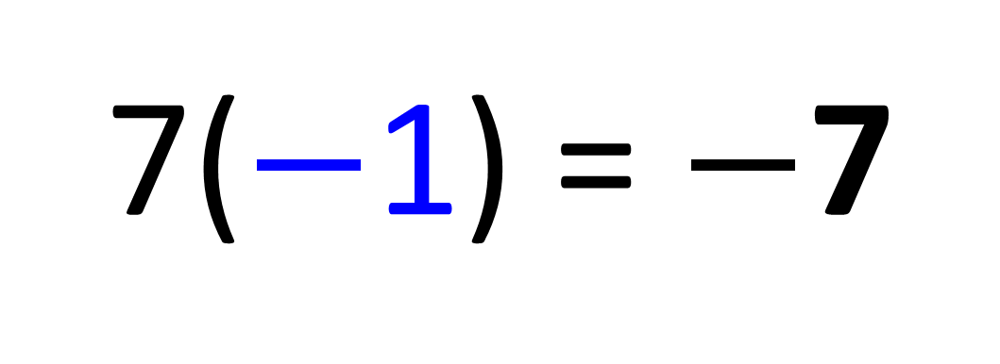 7(—1) = —7